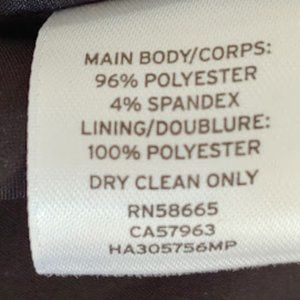 MAIN BODY/CORPS:
96% POLYESTER
4% SPANDEX
LINING/DOUBLURE:
100% POLYESTER
DRY CLEAN ONLY
RN58665
CA57963
HA305756MP